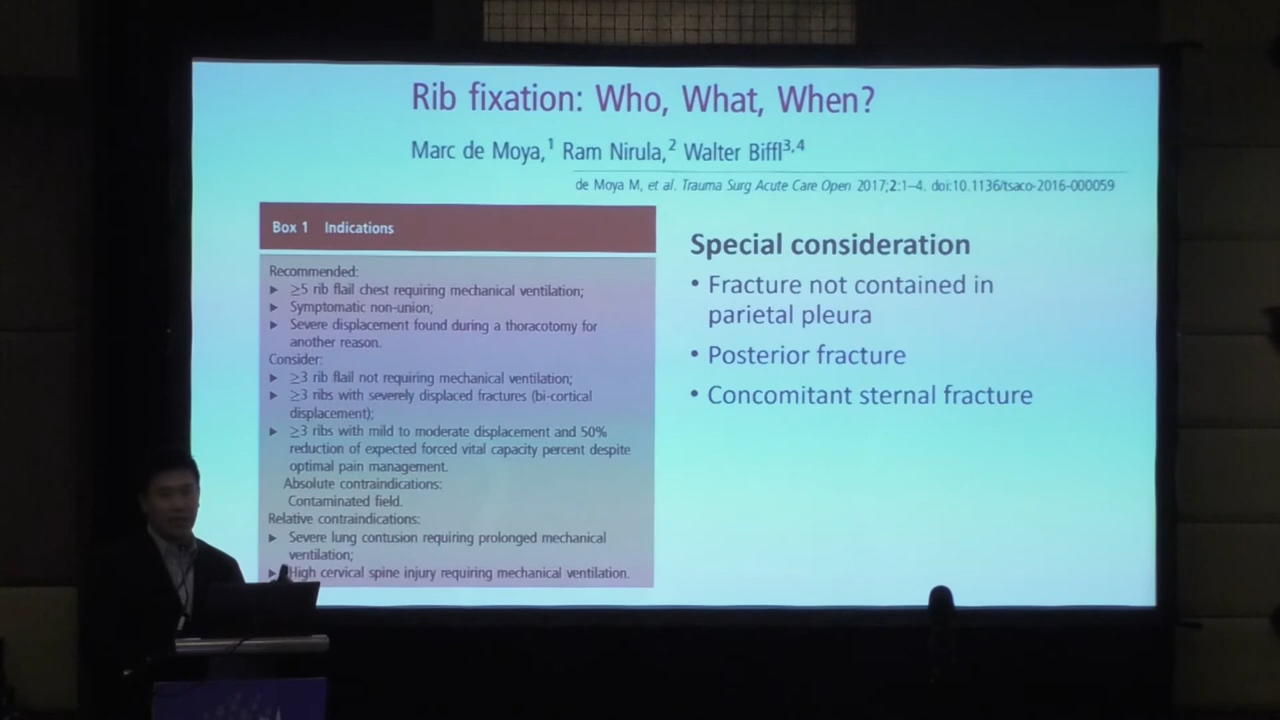 Rib fixation: Who, What, When?
Marc de Moya,¹ Ram Nirula,² Walter Biffl³,⁴
de Moya M, et al. Trauma Surg Acute Care Open 2017;2:1–4. doi:10.1136/tsaco-2016-000059
Box 1 Indications
Recommended:
► ≥5 rib flail chest requiring mechanical ventilation;
► Symptomatic non-union;
► Severe displacement found during a thoracotomy for
another reason.
Consider:
► ≥3 rib flail not requiring mechanical ventilation;
► ≥3 ribs with severely displaced fractures (bi-cortical
displacement);
► ≥3 ribs with mild to moderate displacement and 50%
reduction of expected forced vital capacity percent despite
optimal pain management.
Absolute contraindications:
Contaminated field.
Relative contraindications:
► Severe lung contusion requiring prolonged mechanical
ventilation;
► High cervical spine injury requiring mechanical ventilation.
Special consideration
• Fracture not contained in
parietal pleura
• Posterior fracture
• Concomitant sternal fracture